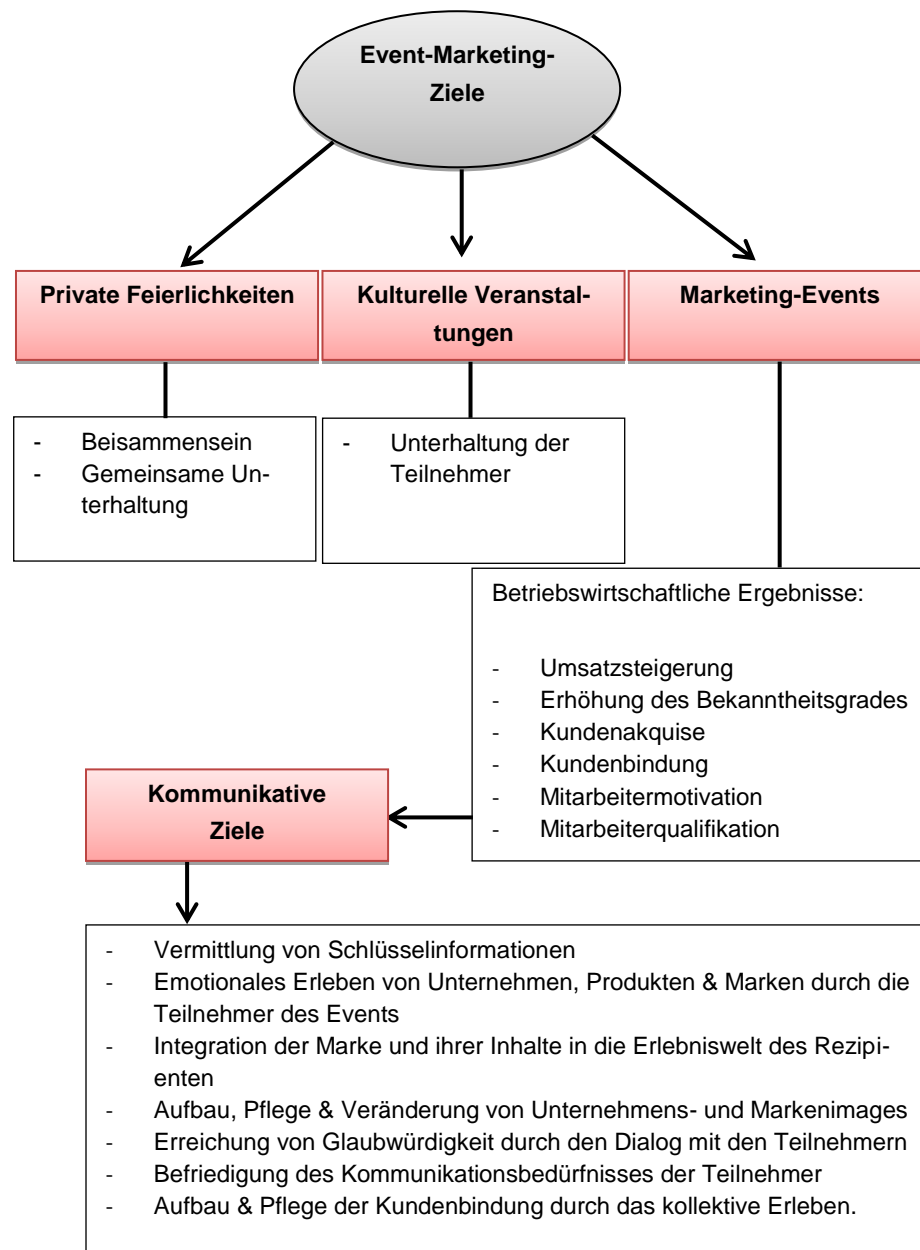 Event-Marketing-
Ziele
Private Feierlichkeiten
Kulturelle Veranstal-
tungen
Marketing-Events
- Beisammensein
- Gemeinsame Un-
terhaltung
- Unterhaltung der
Teilnehmer
Betriebswirtschaftliche Ergebnisse:
- Umsatzsteigerung
- Erhöhung des Bekanntheitsgrades
- Kundenakquise
- Kundenbindung
- Mitarbeitermotivation
- Mitarbeiterqualifikation
Kommunikative
Ziele
- Vermittlung von Schlüsselinformationen
- Emotionales Erleben von Unternehmen, Produkten & Marken durch die
Teilnehmer des Events
- Integration der Marke und ihrer Inhalte in die Erlebniswelt des Rezipi-
enten
- Aufbau, Pflege & Veränderung von Unternehmens- und Markenimages
- Erreichung von Glaubwürdigkeit durch den Dialog mit den Teilnehmern
- Befriedigung des Kommunikationsbedürfnisses der Teilnehmer
- Aufbau & Pflege der Kundenbindung durch das kollektive Erleben.